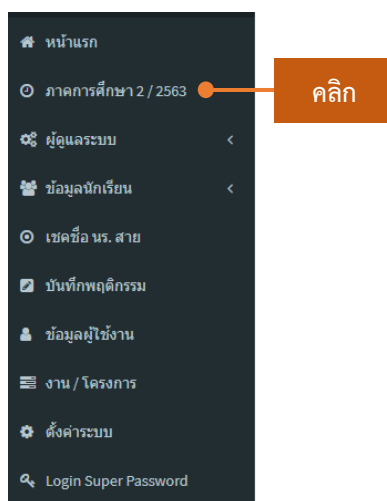 หน้าแรก
ภาคการศึกษา 2 / 2563
คลิก
ผู้ดูแลระบบ
ข้อมูลนักเรียน
เชคชื่อ นร. สาย
บันทึกพฤติกรรม
ข้อมูลผู้ใช้งาน
งาน / โครงการ
ตั้งค่าระบบ
Login Super Password